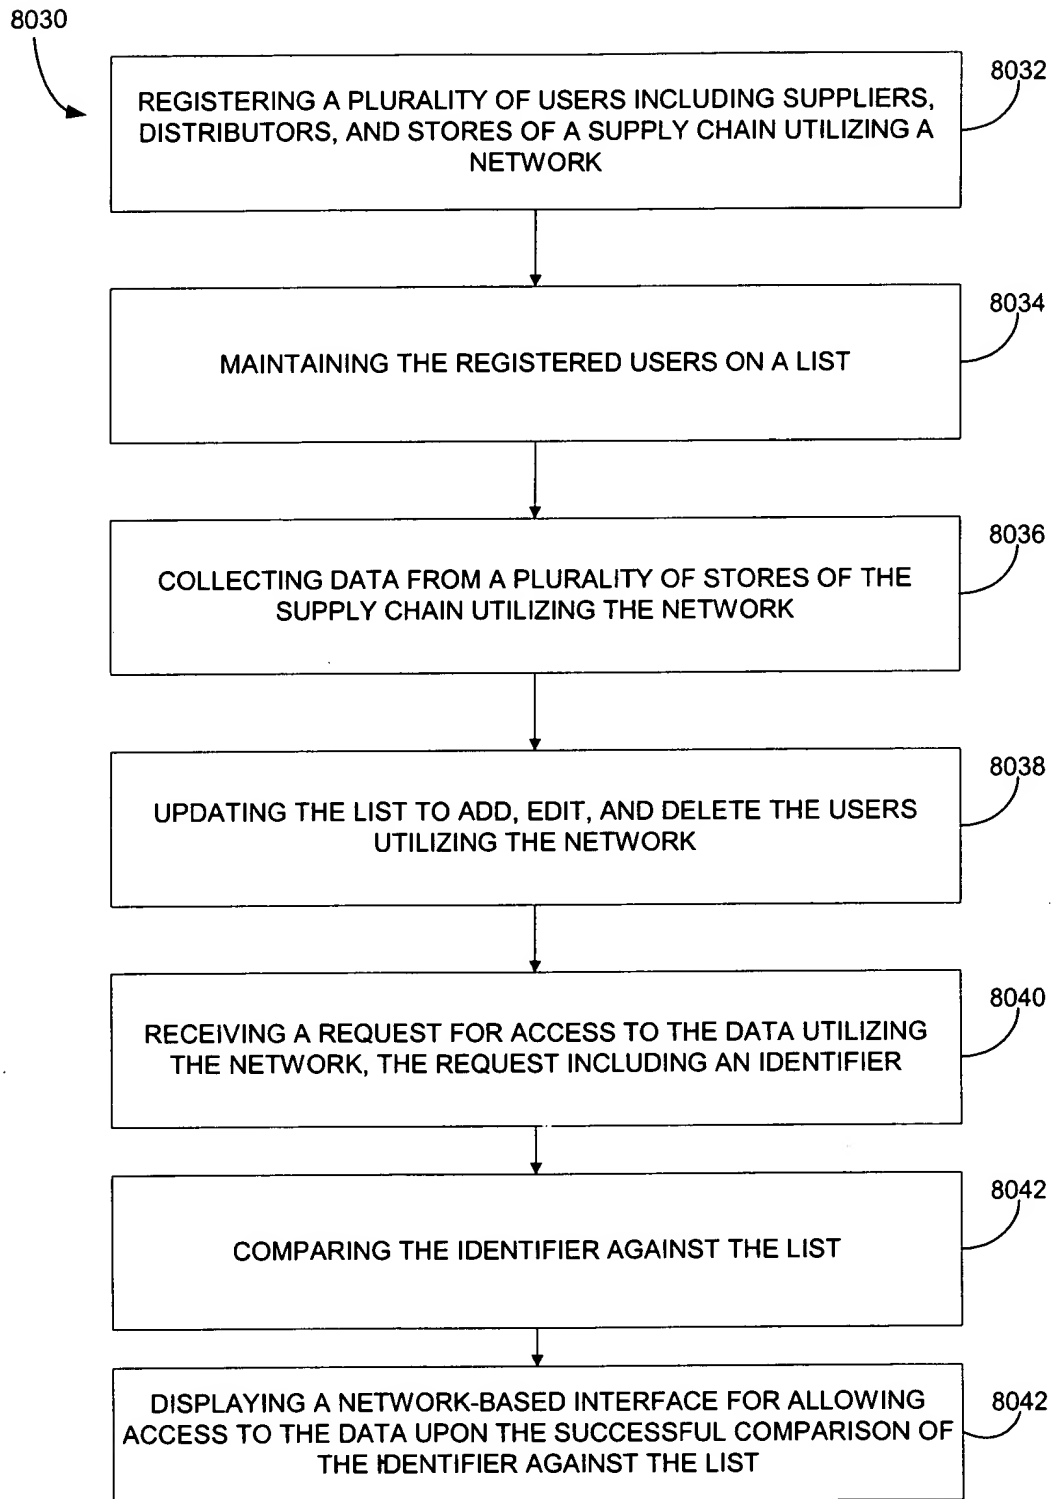 8030
8032
REGISTERING A PLURALITY OF USERS INCLUDING SUPPLIERS,
DISTRIBUTORS, AND STORES OF A SUPPLY CHAIN UTILIZING A
NETWORK
8034
MAINTAINING THE REGISTERED USERS ON A LIST
8036
COLLECTING DATA FROM A PLURALITY OF STORES OF THE
SUPPLY CHAIN UTILIZING THE NETWORK
8038
UPDATING THE LIST TO ADD, EDIT, AND DELETE THE USERS
UTILIZING THE NETWORK
8040
RECEIVING A REQUEST FOR ACCESS TO THE DATA UTILIZING
THE NETWORK, THE REQUEST INCLUDING AN IDENTIFIER
8042
COMPARING THE IDENTIFIER AGAINST THE LIST
8042
DISPLAYING A NETWORK-BASED INTERFACE FOR ALLOWING
ACCESS TO THE DATA UPON THE SUCCESSFUL COMPARISON OF
THE IDENTIFIER AGAINST THE LIST